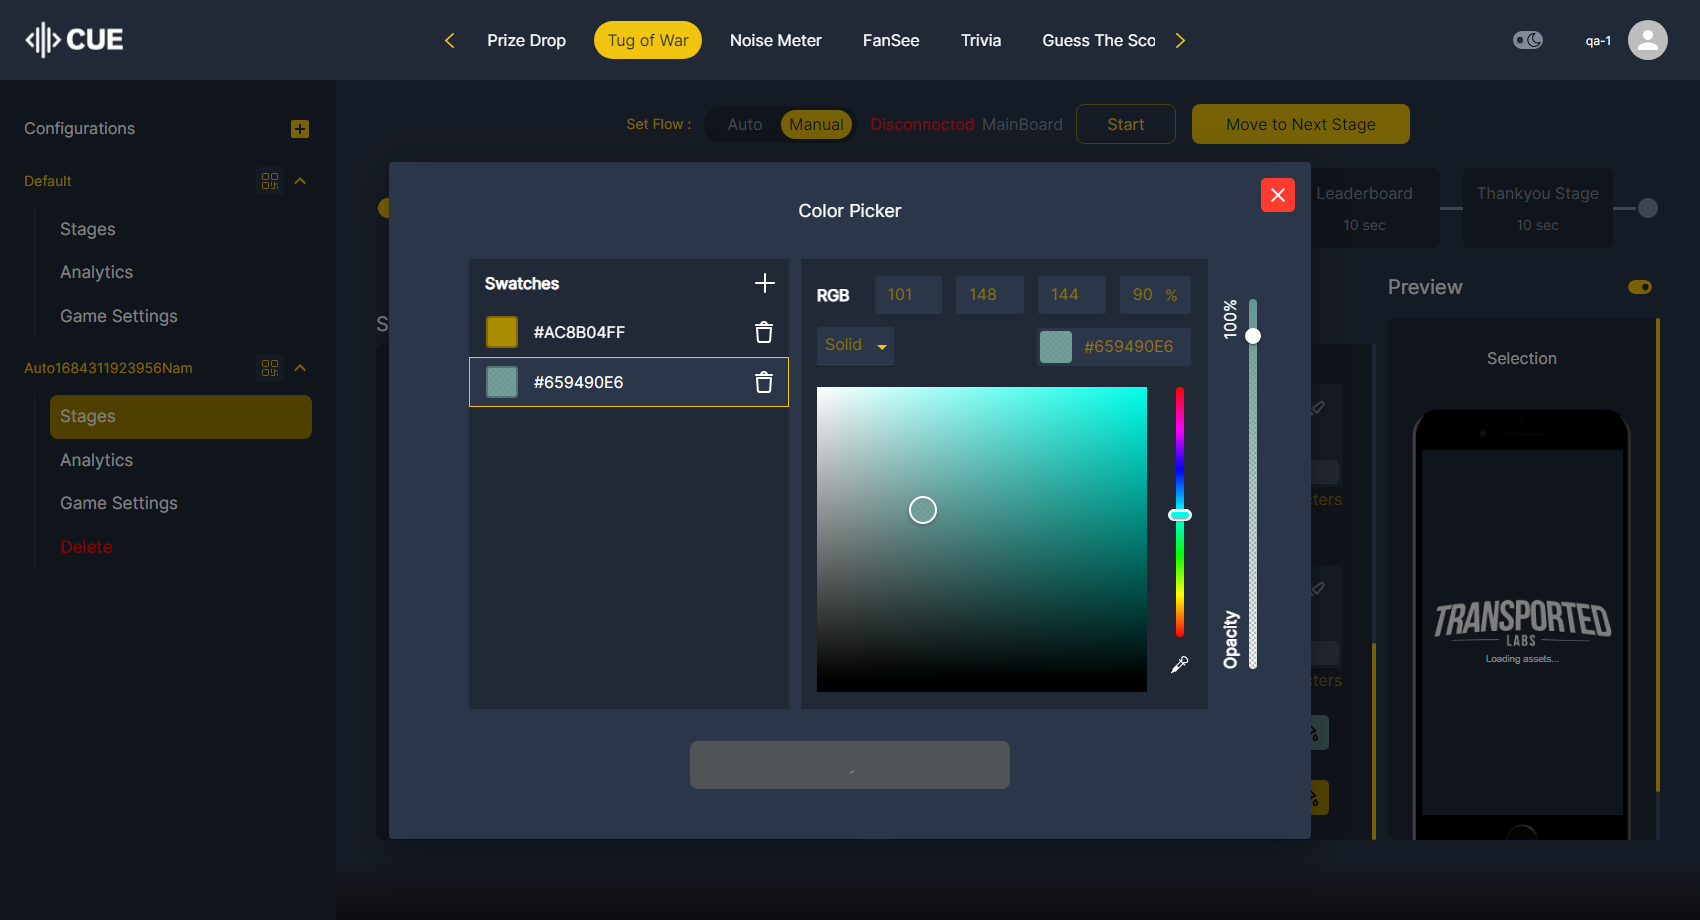 CUE
Prize Drop
Tug of War
Noise Meter
FanSee
Trivia
Guess The Sco
qa-1
Configurations
Default
Stages
Analytics
Game Settings
Auto1684311923956Nam
Stages
Analytics
Game Settings
Delete
Set Flow :
Auto
Manual
Disconnected MainBoard
Start
Move to Next Stage
Leaderboard
10 sec
Thankyou Stage
10 sec
S
Color Picker
Swatches
#AC8B04FF
#659490E6
RGB
101
148
144
90 %
Solid
#659490E6
100%
Opacity
cters
cters
Preview
Selection
TRANSPORTED
LABS
Loading assets...